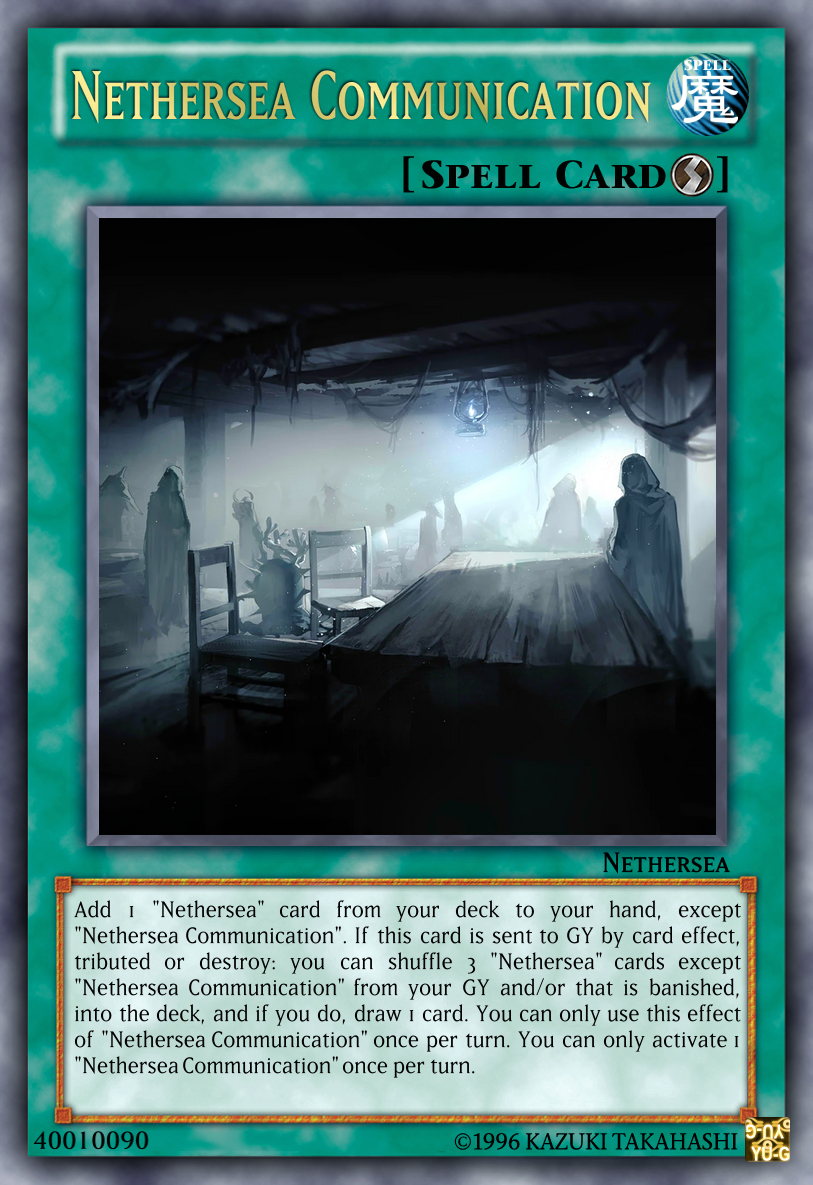 NETHERSEA COMMUNICATION
SPELL
魔
[SPELL CARD]
NETHERSEA
Add 1 "Nethersea" card from your deck to your hand, except
"Nethersea Communication". If this card is sent to GY by card effect,
tributed or destroy: you can shuffle 3 "Nethersea" cards except
"Nethersea Communication" from your GY and/or that is banished,
into the deck, and if you do, draw 1 card. You can only use this effect
of "Nethersea Communication" once per turn. You can only activate 1
"Nethersea Communication" once per turn.
40010090 ©1996 KAZUKI TAKAHASHI